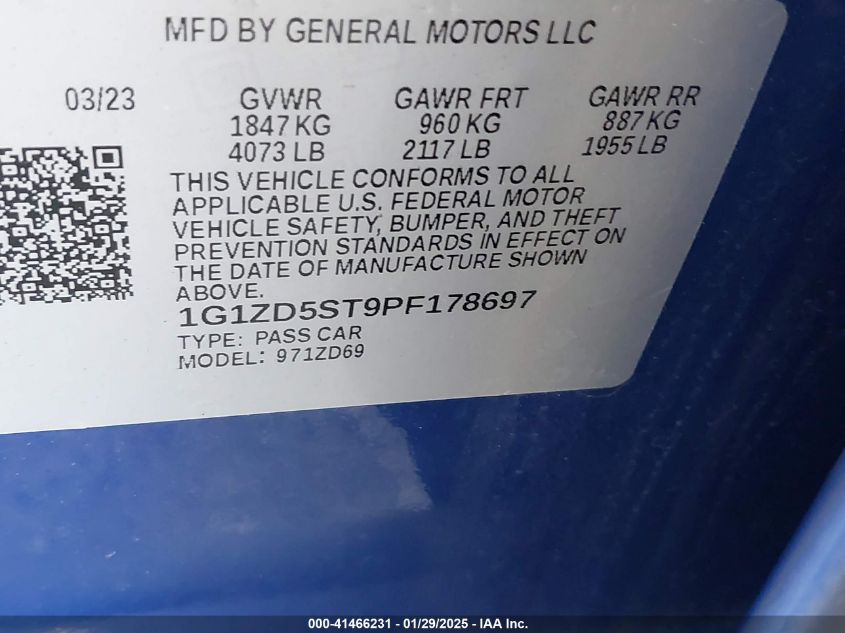 MFD BY GENERAL MOTORS LLC
03/23 GVWR GAWR FRT GAWR RR
1847 KG 960 KG 887 KG
4073 LB 2117 LB 1955 LB
THIS VEHICLE CONFORMS TO ALL
APPLICABLE U.S. FEDERAL MOTOR
VEHICLE SAFETY, BUMPER, AND THEFT
PREVENTION STANDARDS IN EFFECT ON
THE DATE OF MANUFACTURE SHOWN
ABOVE.
1G1ZD5ST9PF178697
TYPE: PASS CAR
MODEL: 971ZD69
000-41466231 - 01/29/2025 - IAA Inc.